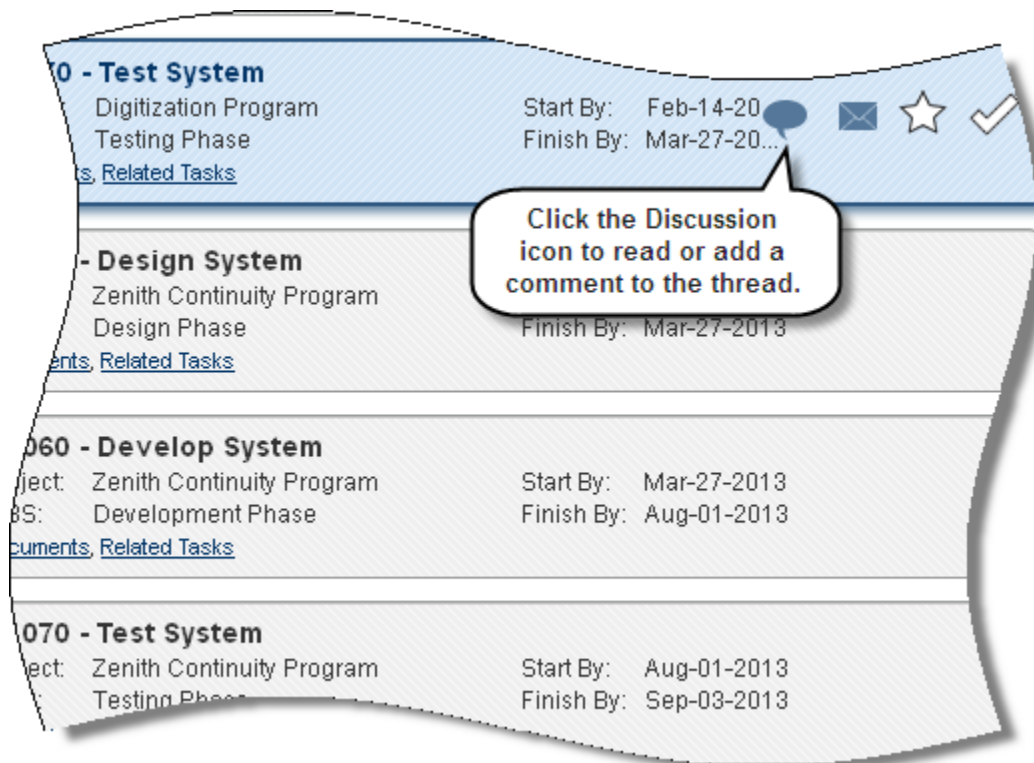 0 - Test System
Digitization Program Start By: Feb-14-20
Testing Phase Finish By: Mar-27-20...
s, Related Tasks
Click the Discussion
icon to read or add a
comment to the thread.
- Design System
Zenith Continuity Program
Design Phase Finish By: Mar-27-2013
ents, Related Tasks
060 - Develop System
ject: Zenith Continuity Program Start By: Mar-27-2013
BS: Development Phase Finish By: Aug-01-2013
cuments, Related Tasks
070 - Test System
ect: Zenith Continuity Program Start By: Aug-01-2013
Testing Phase Finish By: Sep-03-2013